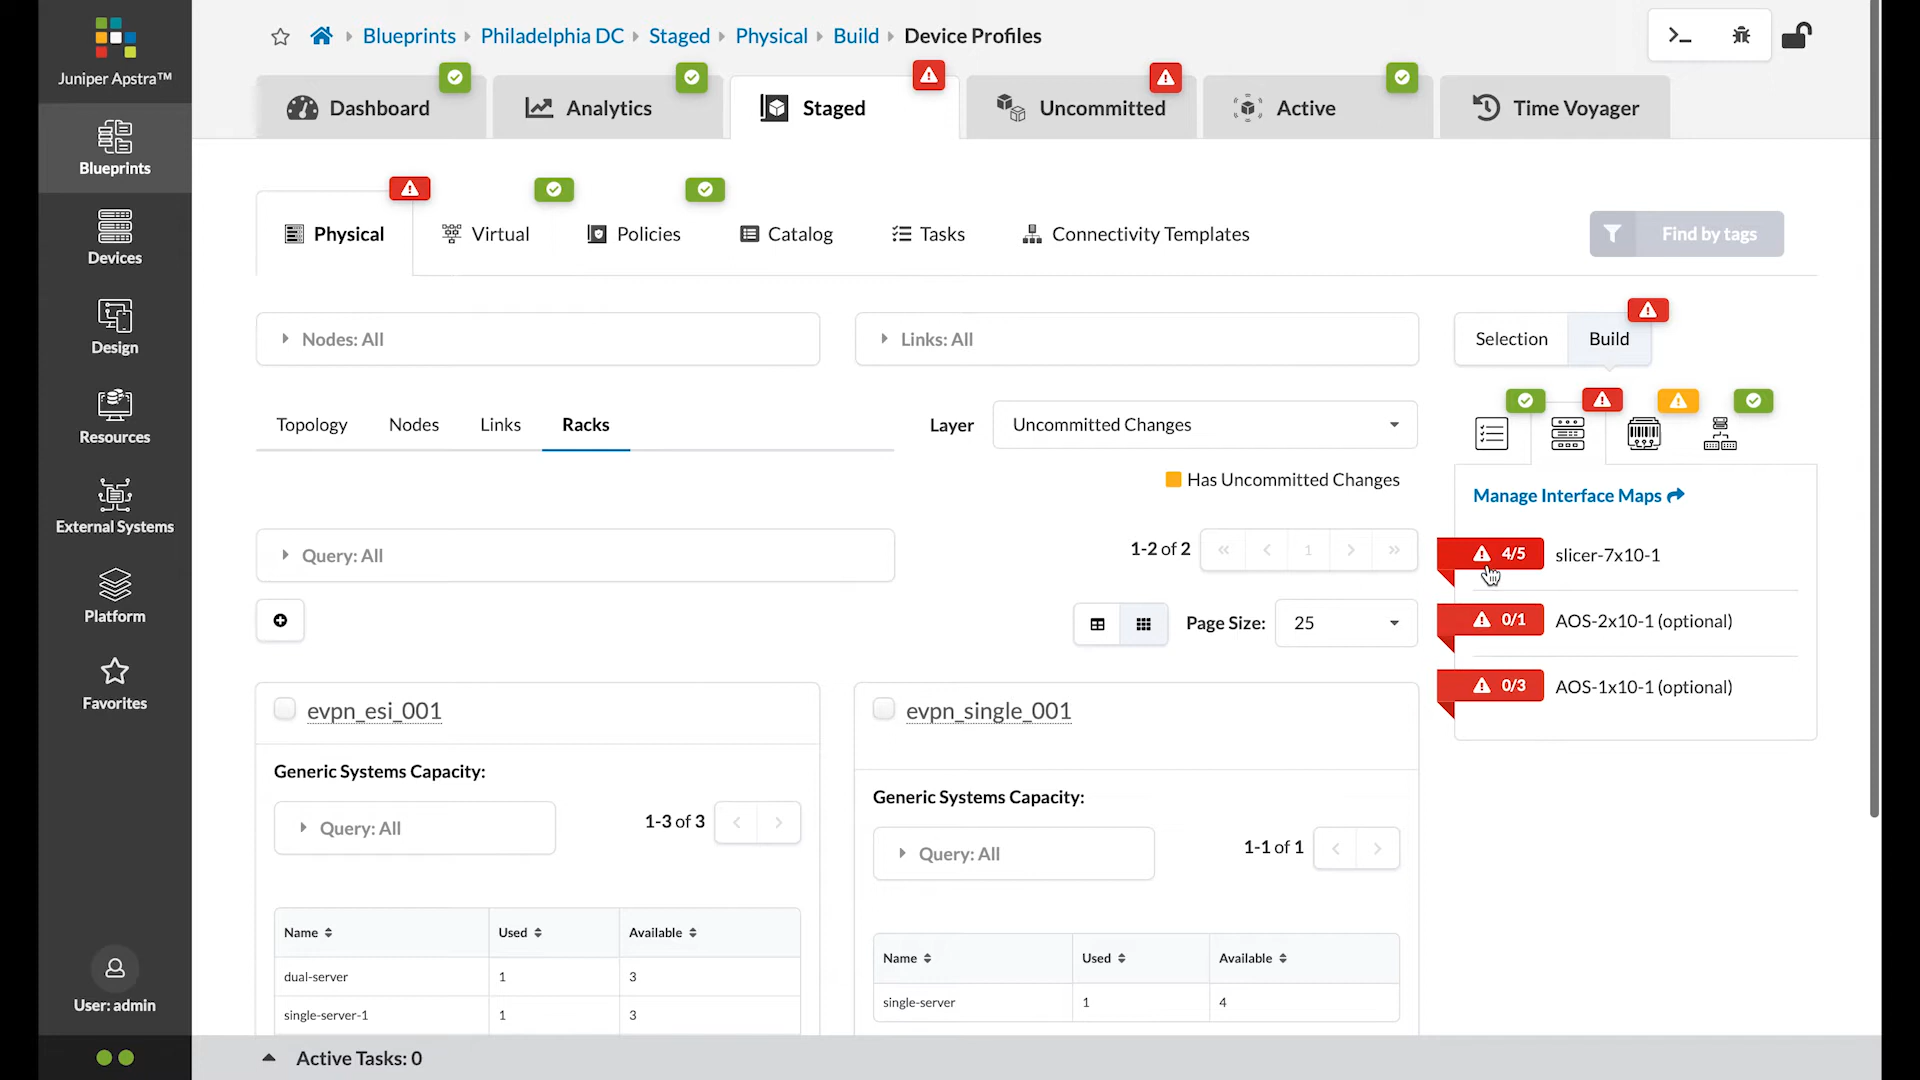 Juniper Apstra™
Blueprints
Devices
Design
Resources
External Systems
Platform
Favorites
User: admin
Blueprints
Philadelphia DC
Staged
Physical
Build
Device Profiles
Dashboard
Analytics
Staged
Uncommitted
Active
Time Voyager
Physical
Virtual
Policies
Catalog
Tasks
Connectivity Templates
Find by tags
Nodes: All
Links: All
Selection
Build
Topology
Nodes
Links
Racks
Layer
Uncommitted Changes
Has Uncommitted Changes
Manage Interface Maps
4/5 slicer-7x10-1
0/1 AOS-2x10-1 (optional)
0/3 AOS-1x10-1 (optional)
Query: All
1-2 of 2
1
Page Size:
25
evpn_esi_001
Generic Systems Capacity:
Query: All
1-3 of 3
Name Used Available
dual-server 1 3
single-server-1 1 3
evpn_single_001
Generic Systems Capacity:
Query: All
1-1 of 1
Name Used Available
single-server 1 4
Active Tasks: 0